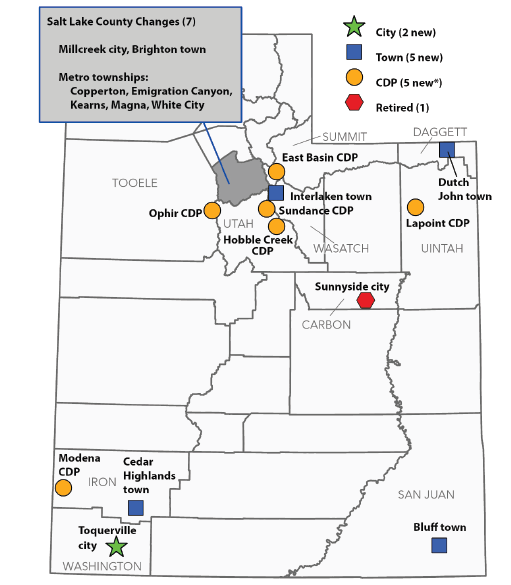 Salt Lake County Changes (7)
Millcreek city, Brighton town
Metro townships:
Copperton, Emigration Canyon,
Kearns, Magna, White City
City (2 new)
Town (5 new)
CDP (5 new*)
Retired (1)
SUMMIT
DAGGETT
East Basin CDP
TOOELE
Dutch
John town
Interlaken town
Ophir CDP
Sundance CDP
UTAH
Lapoint CDP
Hobble Creek
CDP
WASATCH
UINTAH
Sunnyside city
CARBON
Modena
CDP
Cedar
Highlands
town
IRON
SAN JUAN
Toquerville
city
Bluff town
WASHINGTON